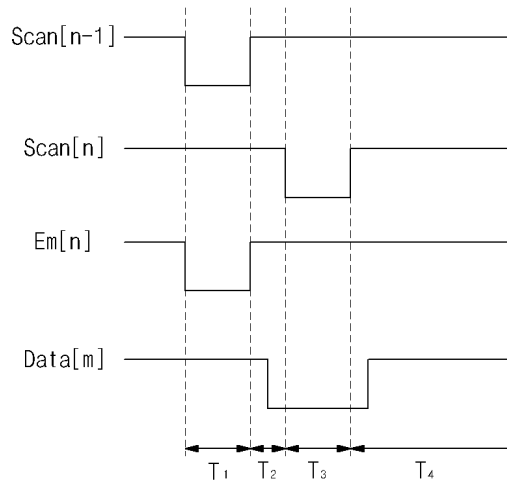 Scan[n-1]
Scan[n]
Em[n]
Data[m]
T₁ T₂ T₃ T₄